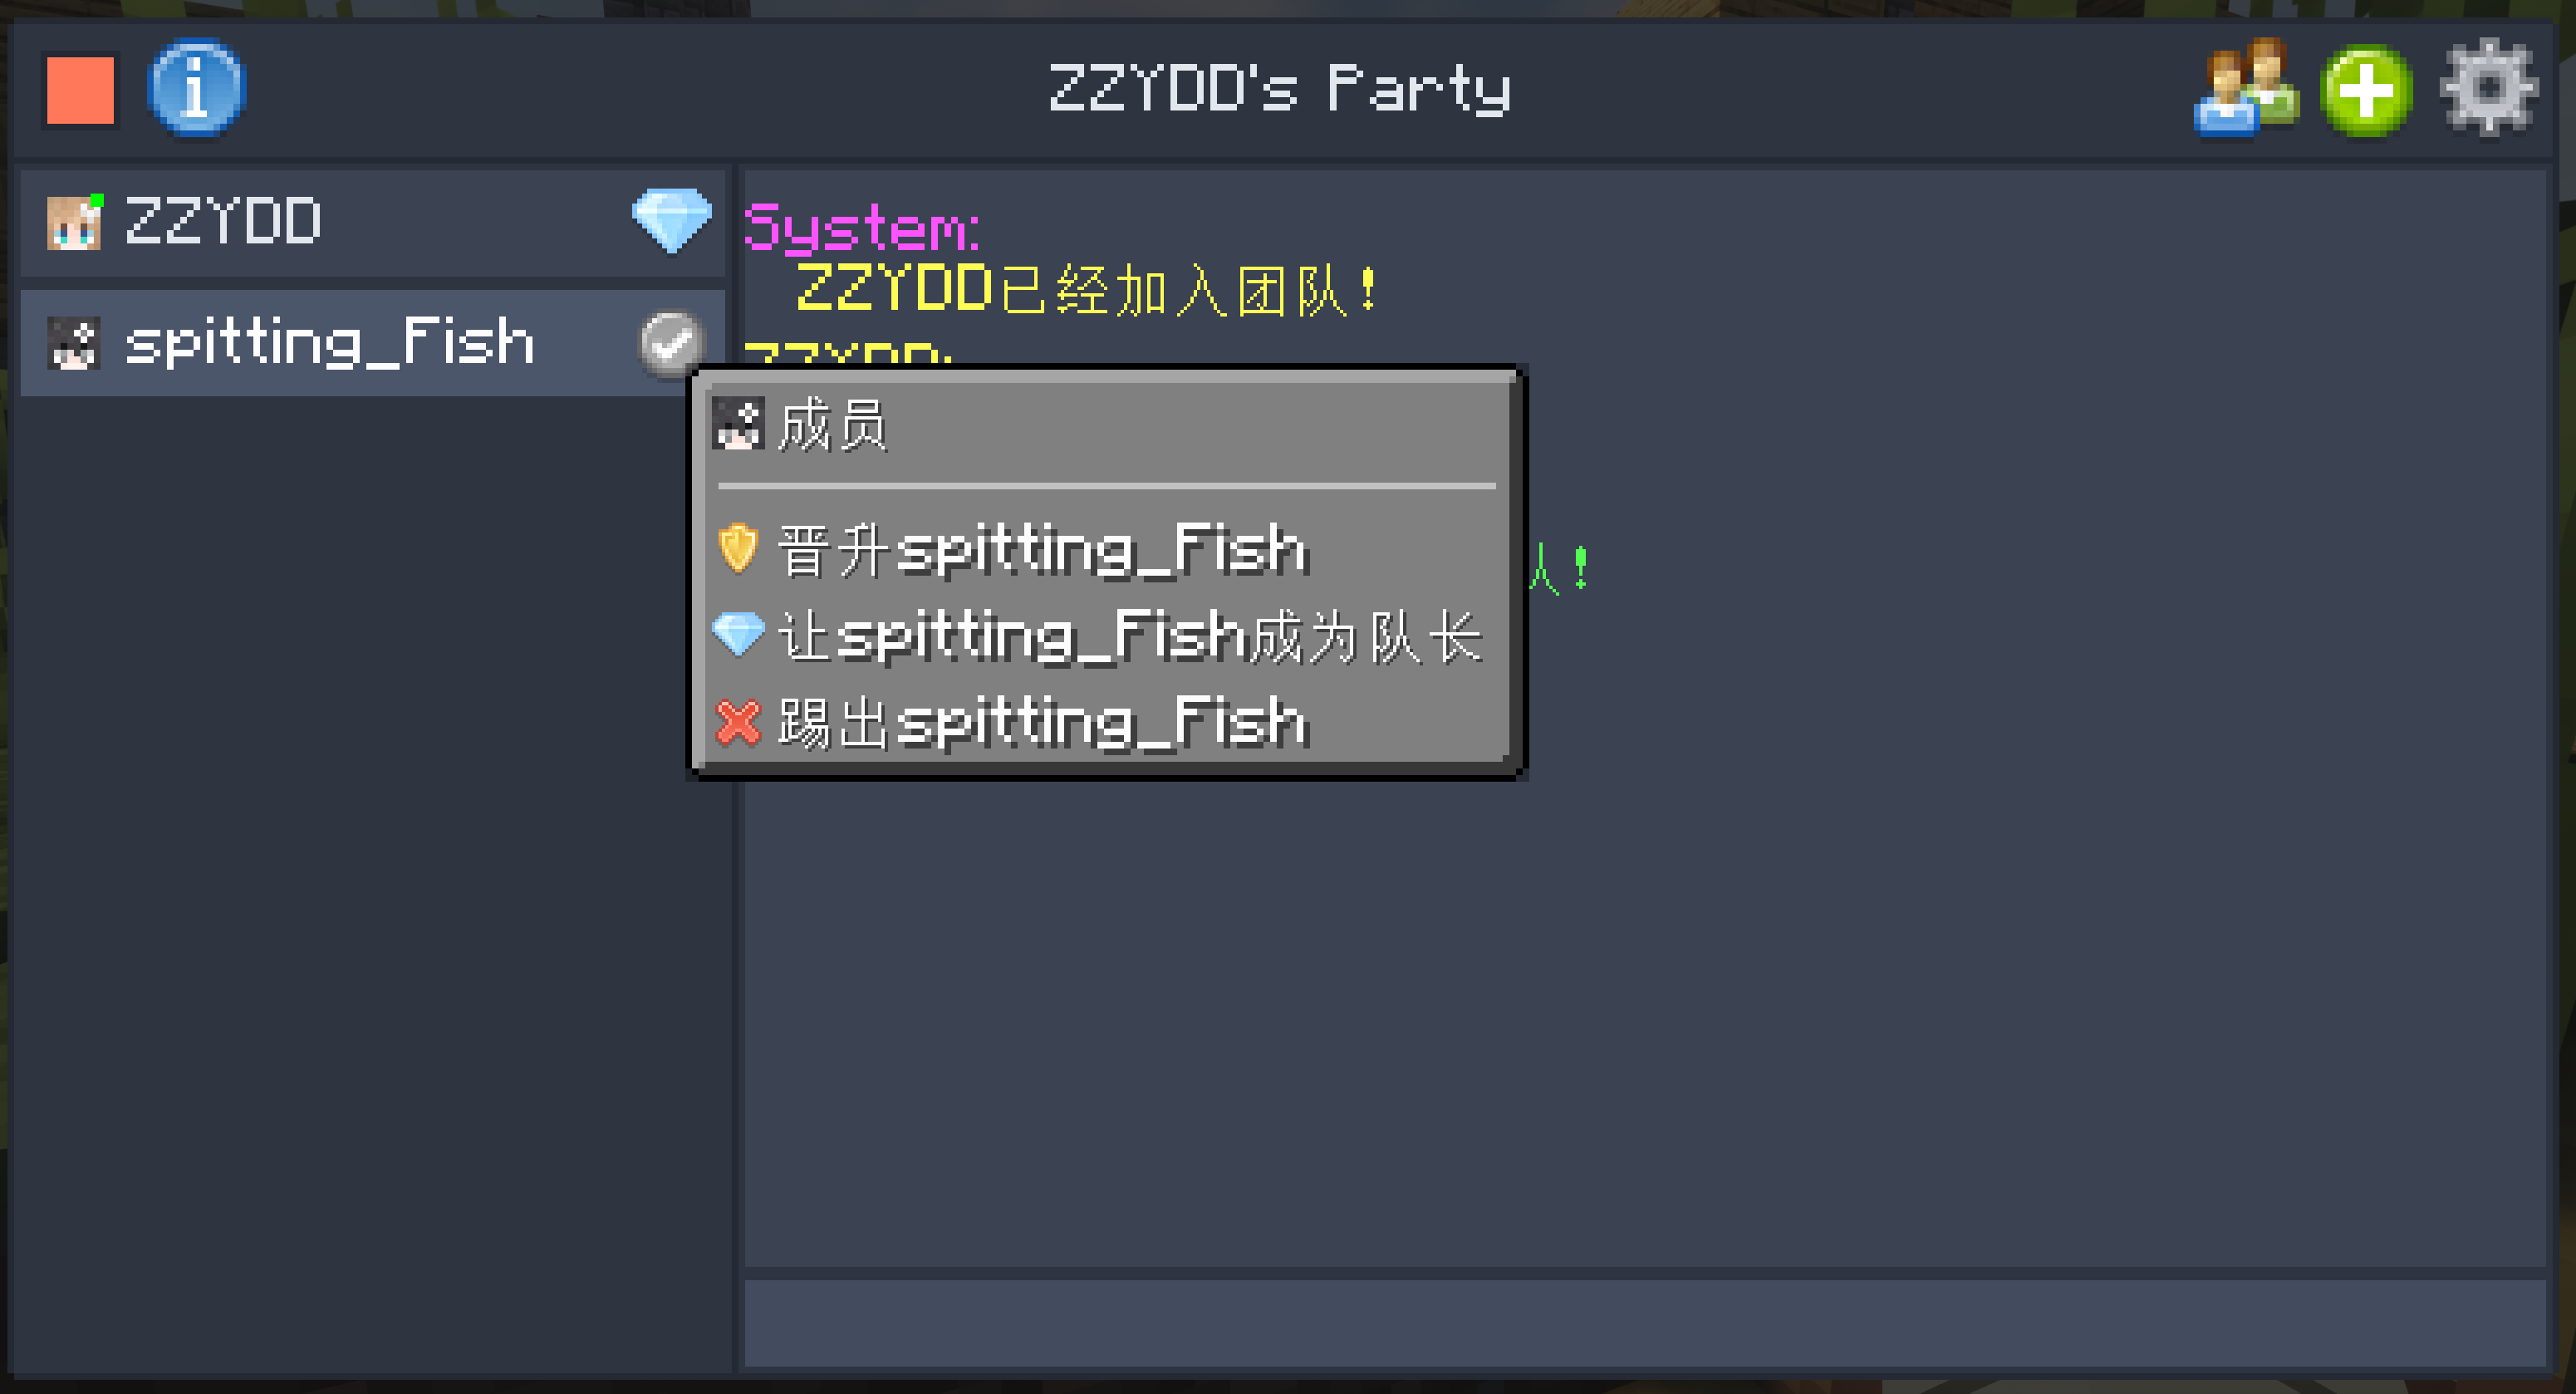 ZZYDD's Party
ZZYDD
spitting_Fish
System:
ZZYDD已经加入团队!
ZZYDD:
人!
成员
晋升spitting_Fish
让spitting_Fish成为队长
踢出spitting_Fish